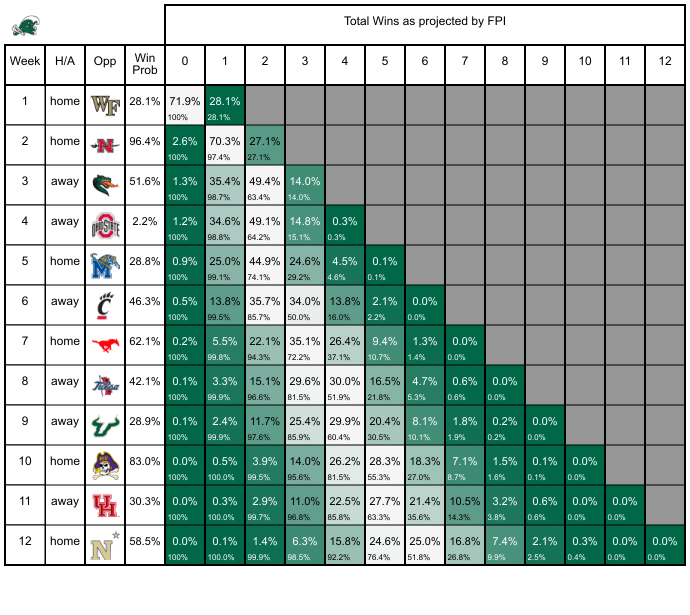 Total Wins as projected by FPI
Week H/A Opp Win Prob 0 1 2 3 4 5 6 7 8 9 10 11 12
1 home WF 28.1% 71.9% 28.1%
100% 28.1%
2 home N 96.4% 2.6% 70.3% 27.1%
100% 97.4% 27.1%
3 away 51.6% 1.3% 35.4% 49.4% 14.0%
100% 98.7% 63.4% 14.0%
4 away OHIO STATE 2.2% 1.2% 34.6% 49.1% 14.8% 0.3%
100% 98.8% 64.2% 15.1% 0.3%
5 home M 28.8% 0.9% 25.0% 44.9% 24.6% 4.5% 0.1%
100% 99.1% 74.1% 29.2% 4.6% 0.1%
6 away C 46.3% 0.5% 13.8% 35.7% 34.0% 13.8% 2.1% 0.0%
100% 99.5% 85.7% 50.0% 16.0% 2.2% 0.0%
7 home 62.1% 0.2% 5.5% 22.1% 35.1% 26.4% 9.4% 1.3% 0.0%
100% 99.8% 94.3% 72.2% 37.1% 10.7% 1.4% 0.0%
8 away Tulsa 42.1% 0.1% 3.3% 15.1% 29.6% 30.0% 16.5% 4.7% 0.6% 0.0%
100% 99.9% 96.6% 81.5% 51.9% 21.8% 5.3% 0.6% 0.0%
9 away 28.9% 0.1% 2.4% 11.7% 25.4% 29.9% 20.4% 8.1% 1.8% 0.2% 0.0%
100% 99.9% 97.6% 85.9% 60.4% 30.5% 10.1% 1.9% 0.2% 0.0%
10 home 83.0% 0.0% 0.5% 3.9% 14.0% 26.2% 28.3% 18.3% 7.1% 1.5% 0.1% 0.0%
100% 100.0% 99.5% 95.6% 81.5% 55.3% 27.0% 8.7% 1.6% 0.1% 0.0%
11 away UH 30.3% 0.0% 0.3% 2.9% 11.0% 22.5% 27.7% 21.4% 10.5% 3.2% 0.6% 0.0% 0.0%
100% 100.0% 99.7% 96.8% 85.8% 63.3% 35.6% 14.3% 3.8% 0.6% 0.0% 0.0%
12 home N 58.5% 0.0% 0.1% 1.4% 6.3% 15.8% 24.6% 25.0% 16.8% 7.4% 2.1% 0.3% 0.0% 0.0%
100% 100.0% 99.9% 98.5% 92.2% 76.4% 51.8% 26.8% 9.9% 2.5% 0.4% 0.0% 0.0%